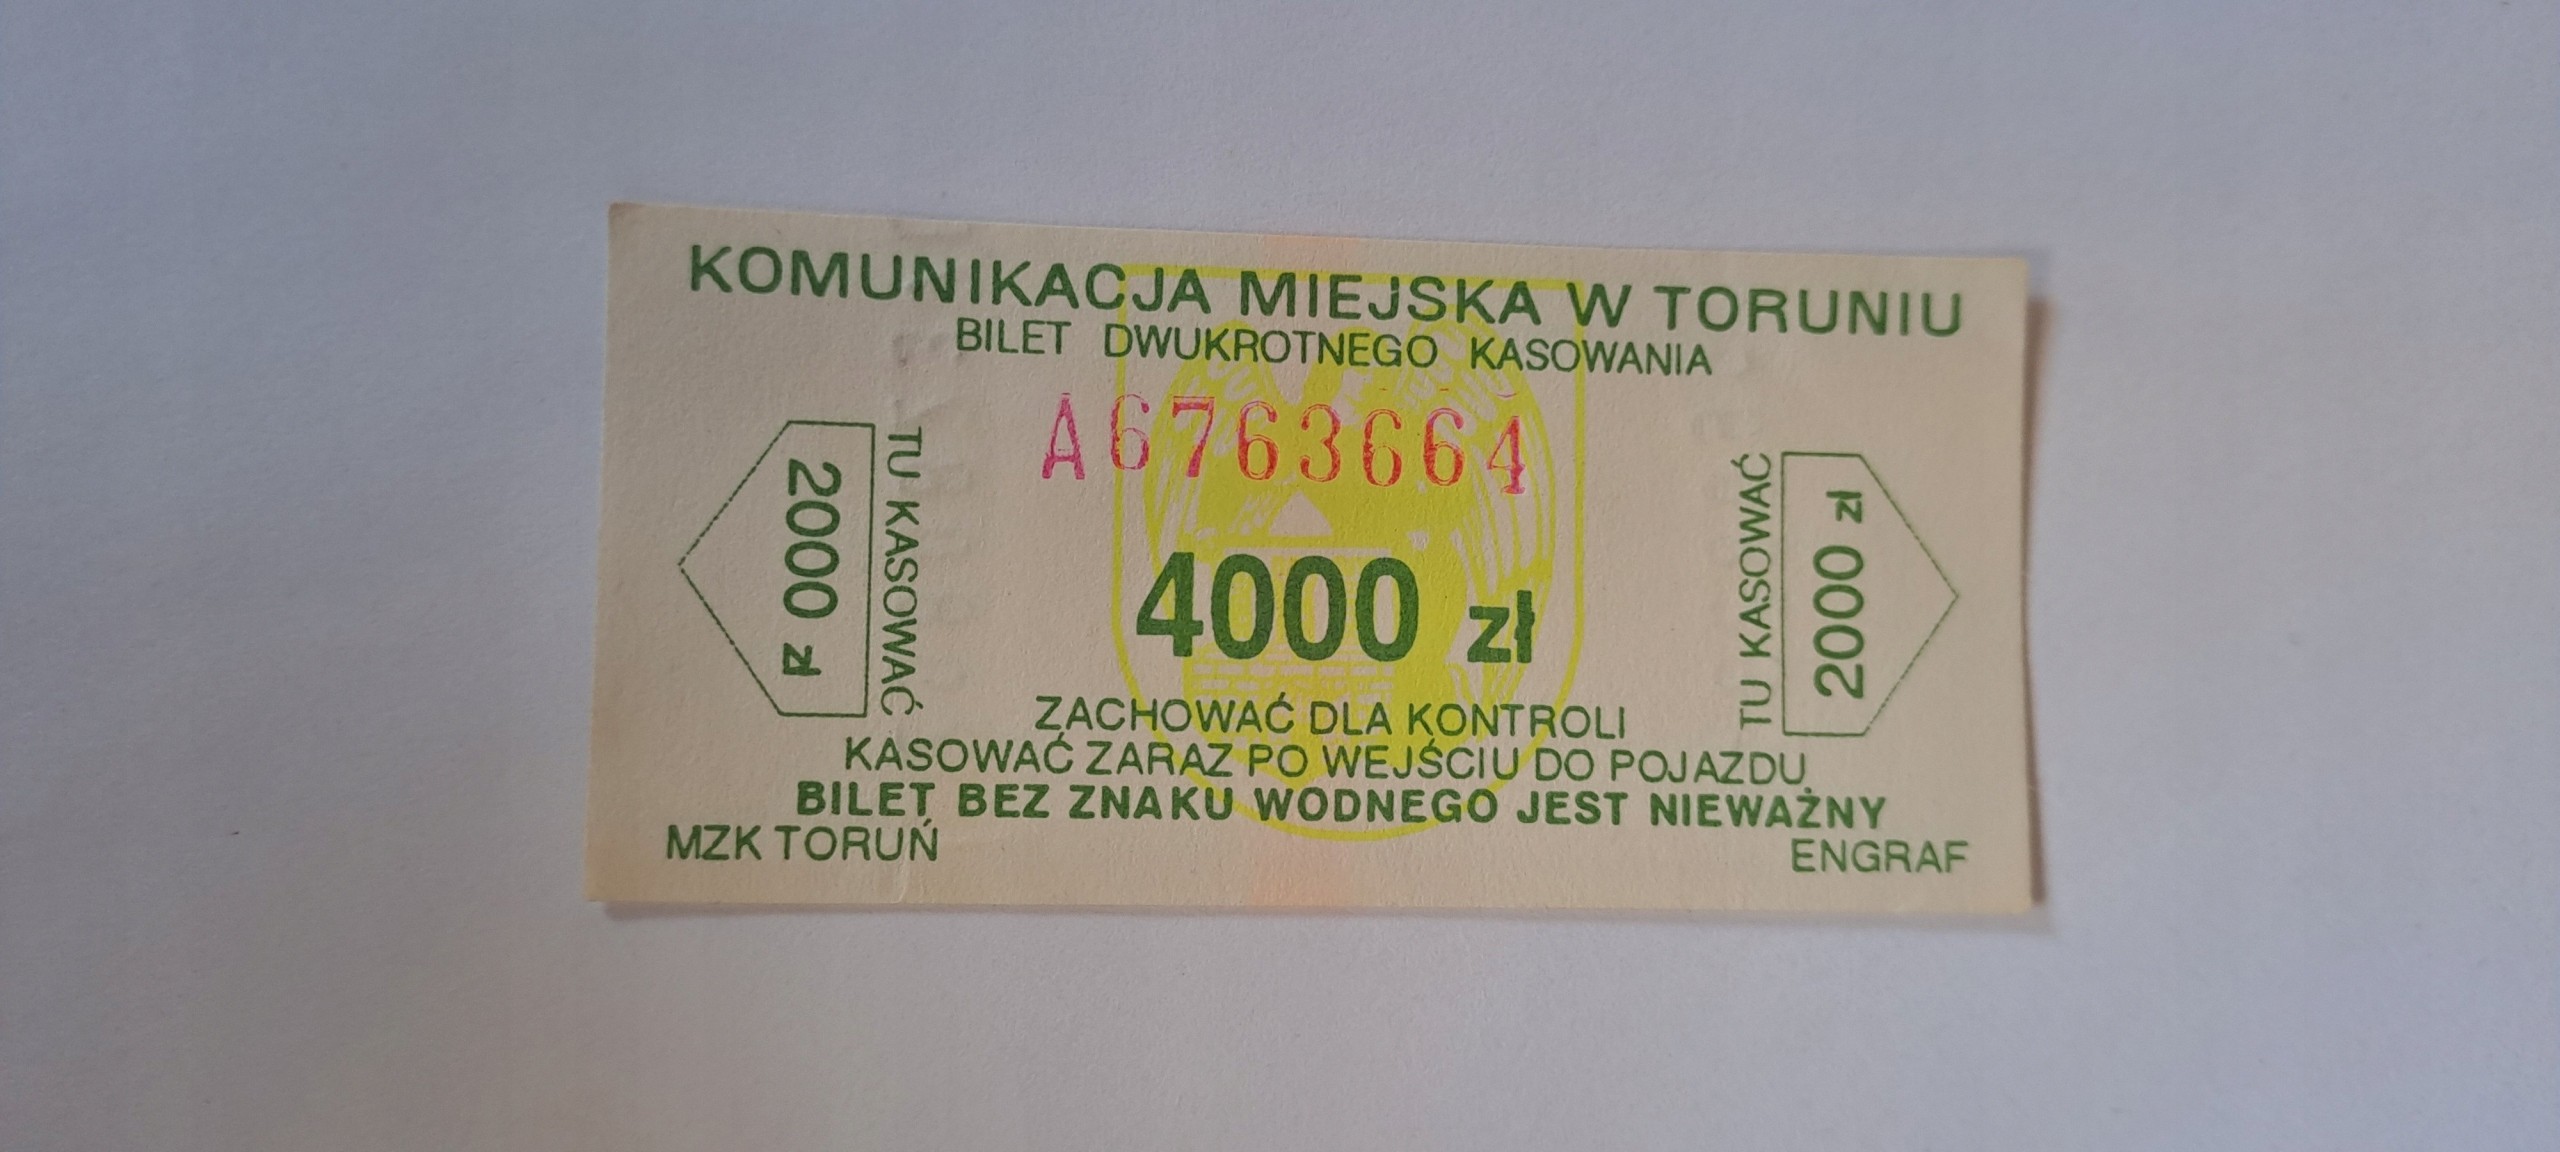 KOMUNIKACJA MIEJSKA W TORUNIU
BILET DWUKROTNEGO KASOWANIA
A6763664
2000 zł
TU KASOWAĆ
4000 zł
TU KASOWAĆ
2000 zł
ZACHOWAĆ DLA KONTROLI
KASOWAĆ ZARAZ PO WEJŚCIU DO POJAZDU
BILET BEZ ZNAKU WODNEGO JEST NIEWAŻNY
MZK TORUŃ
ENGRAF